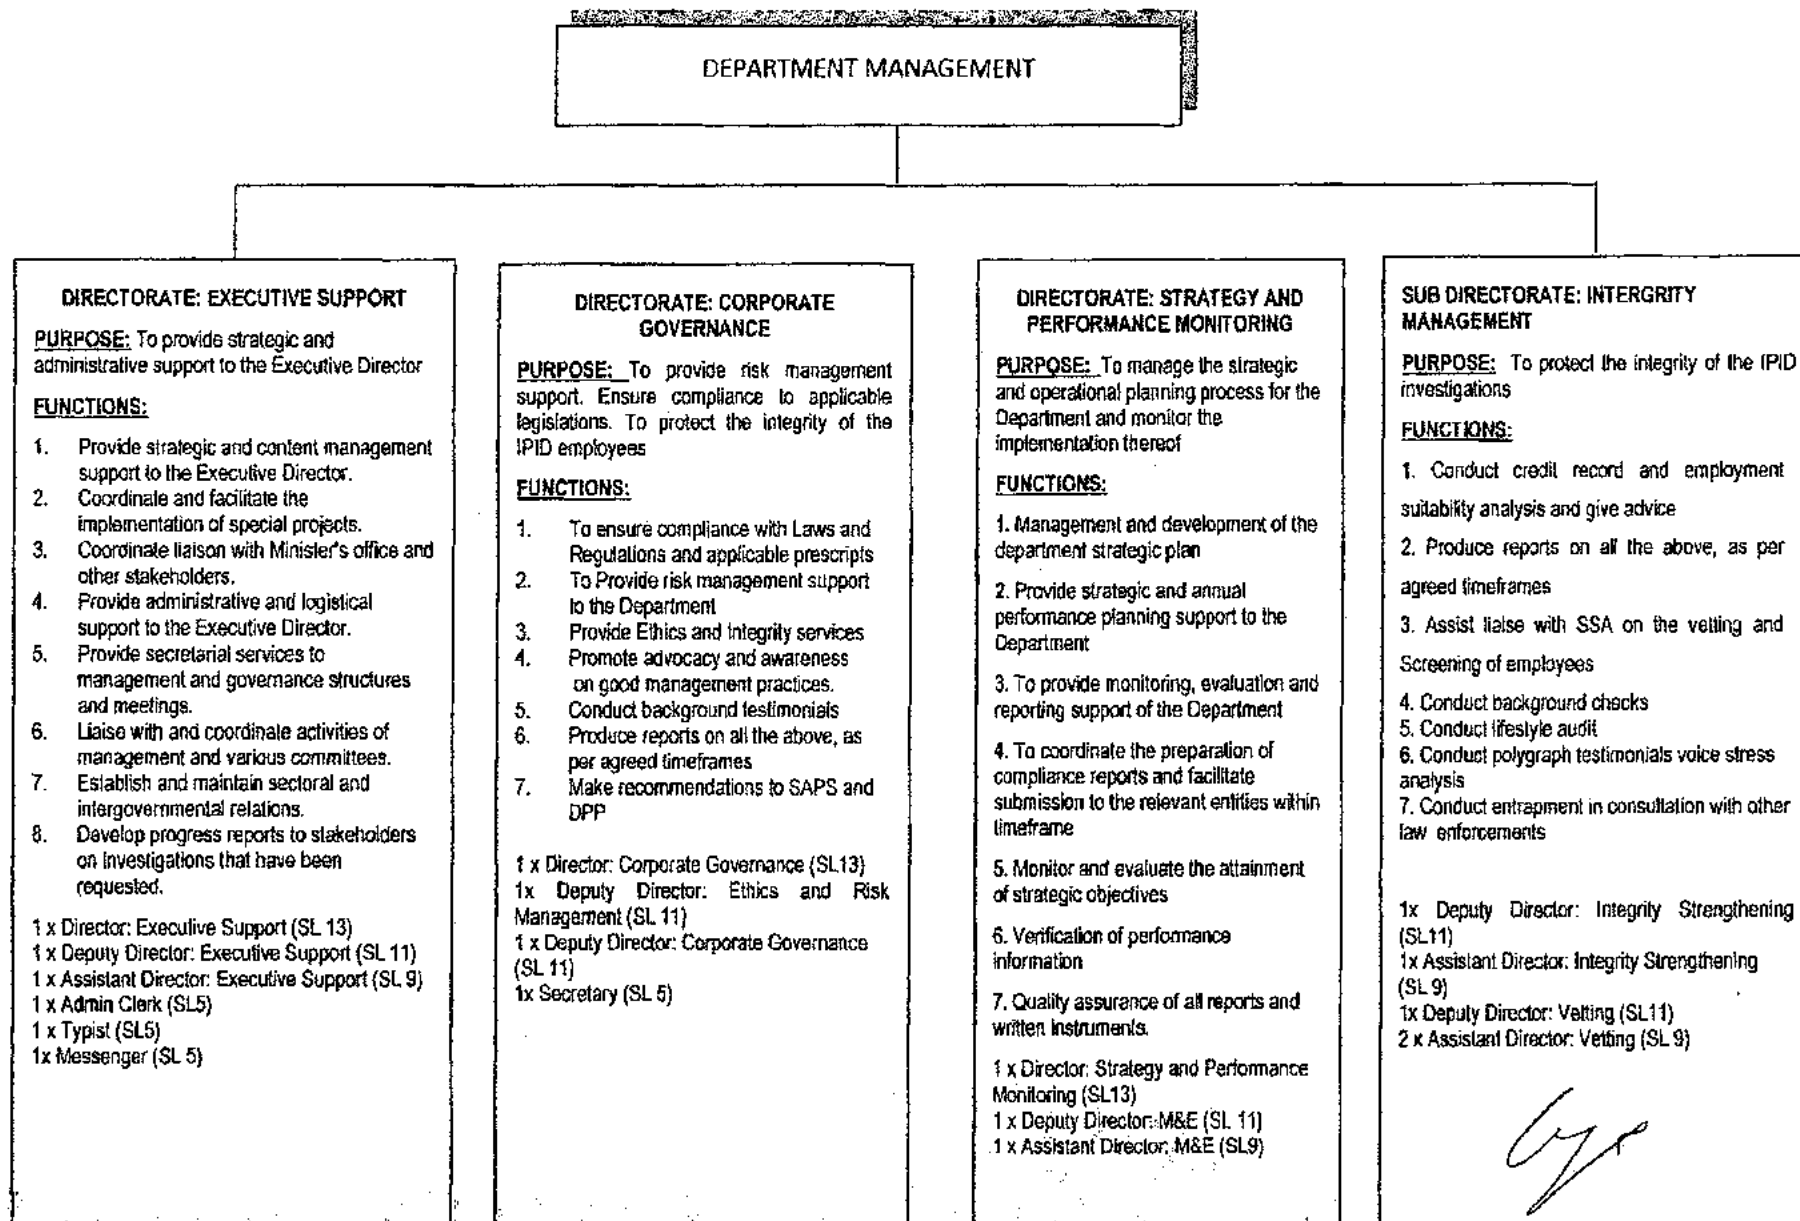 DEPARTMENT MANAGEMENT
DIRECTORATE: EXECUTIVE SUPPORT
PURPOSE: To provide strategic and
administrative support to the Executive Director
FUNCTIONS:
1. Provide strategic and content management
support to the Executive Director.
2. Coordinate and facilitate the
implementation of special projects.
3. Coordinate liaison with Minister's office and
other stakeholders.
4. Provide administrative and logistical
support to the Executive Director.
5. Provide secretarial services to
management and governance structures
and meetings.
6. Liaise with and coordinate activities of
management and various committees.
7. Establish and maintain sectoral and
intergovernmental relations.
8. Develop progress reports to stakeholders
on investigations that have been
requested.
1 x Director: Executive Support (SL 13)
1 x Deputy Director: Executive Support (SL 11)
1 x Assistant Director: Executive Support (SL 9)
1 x Admin Clerk (SL5)
1 x Typist (SL5)
1x Messenger (SL 5)
DIRECTORATE: CORPORATE
GOVERNANCE
PURPOSE: To provide risk management
support. Ensure compliance to applicable
legislations. To protect the integrity of the
IPID employees
FUNCTIONS:
1. To ensure compliance with Laws and
Regulations and applicable prescripts
2. To Provide risk management support
to the Department
3. Provide Ethics and Integrity services
4. Promote advocacy and awareness
on good management practices.
5. Conduct background testimonials
6. Produce reports on all the above, as
per agreed timeframes
7. Make recommendations to SAPS and
DPP
1 x Director: Corporate Governance (SL13)
1x Deputy Director: Ethics and Risk
Management (SL 11)
1 x Deputy Director: Corporate Governance
(SL 11)
1x Secretary (SL 5)
DIRECTORATE: STRATEGY AND
PERFORMANCE MONITORING
PURPOSE: To manage the strategic
and operational planning process for the
Department and monitor the
implementation thereof
FUNCTIONS:
1. Management and development of the
department strategic plan
2. Provide strategic and annual
performance planning support to the
Department
3. To provide monitoring, evaluation and
reporting support of the Department
4. To coordinate the preparation of
compliance reports and facilitate
submission to the relevant entities within
timeframe
5. Monitor and evaluate the attainment
of strategic objectives
6. Verification of performance
information
7. Quality assurance of all reports and
written instruments.
1 x Director: Strategy and Performance
Monitoring (SL13)
1 x Deputy Director: M&E (SL 11)
1 x Assistant Director: M&E (SL9)
SUB DIRECTORATE: INTERGRITY
MANAGEMENT
PURPOSE: To protect the integrity of the IPID
investigations
FUNCTIONS:
1. Conduct credit record and employment
suitability analysis and give advice
2. Produce reports on all the above, as per
agreed timeframes
3. Assist liaise with SSA on the vetting and
Screening of employees
4. Conduct background checks
5. Conduct lifestyle audit
6. Conduct polygraph testimonials voice stress
analysis
7. Conduct entrapment in consultation with other
law enforcements
1x Deputy Director: Integrity Strengthening
(SL11)
1x Assistant Director: Integrity Strengthening
(SL 9)
1x Deputy Director: Vetting (SL11)
2 x Assistant Director: Vetting (SL 9)